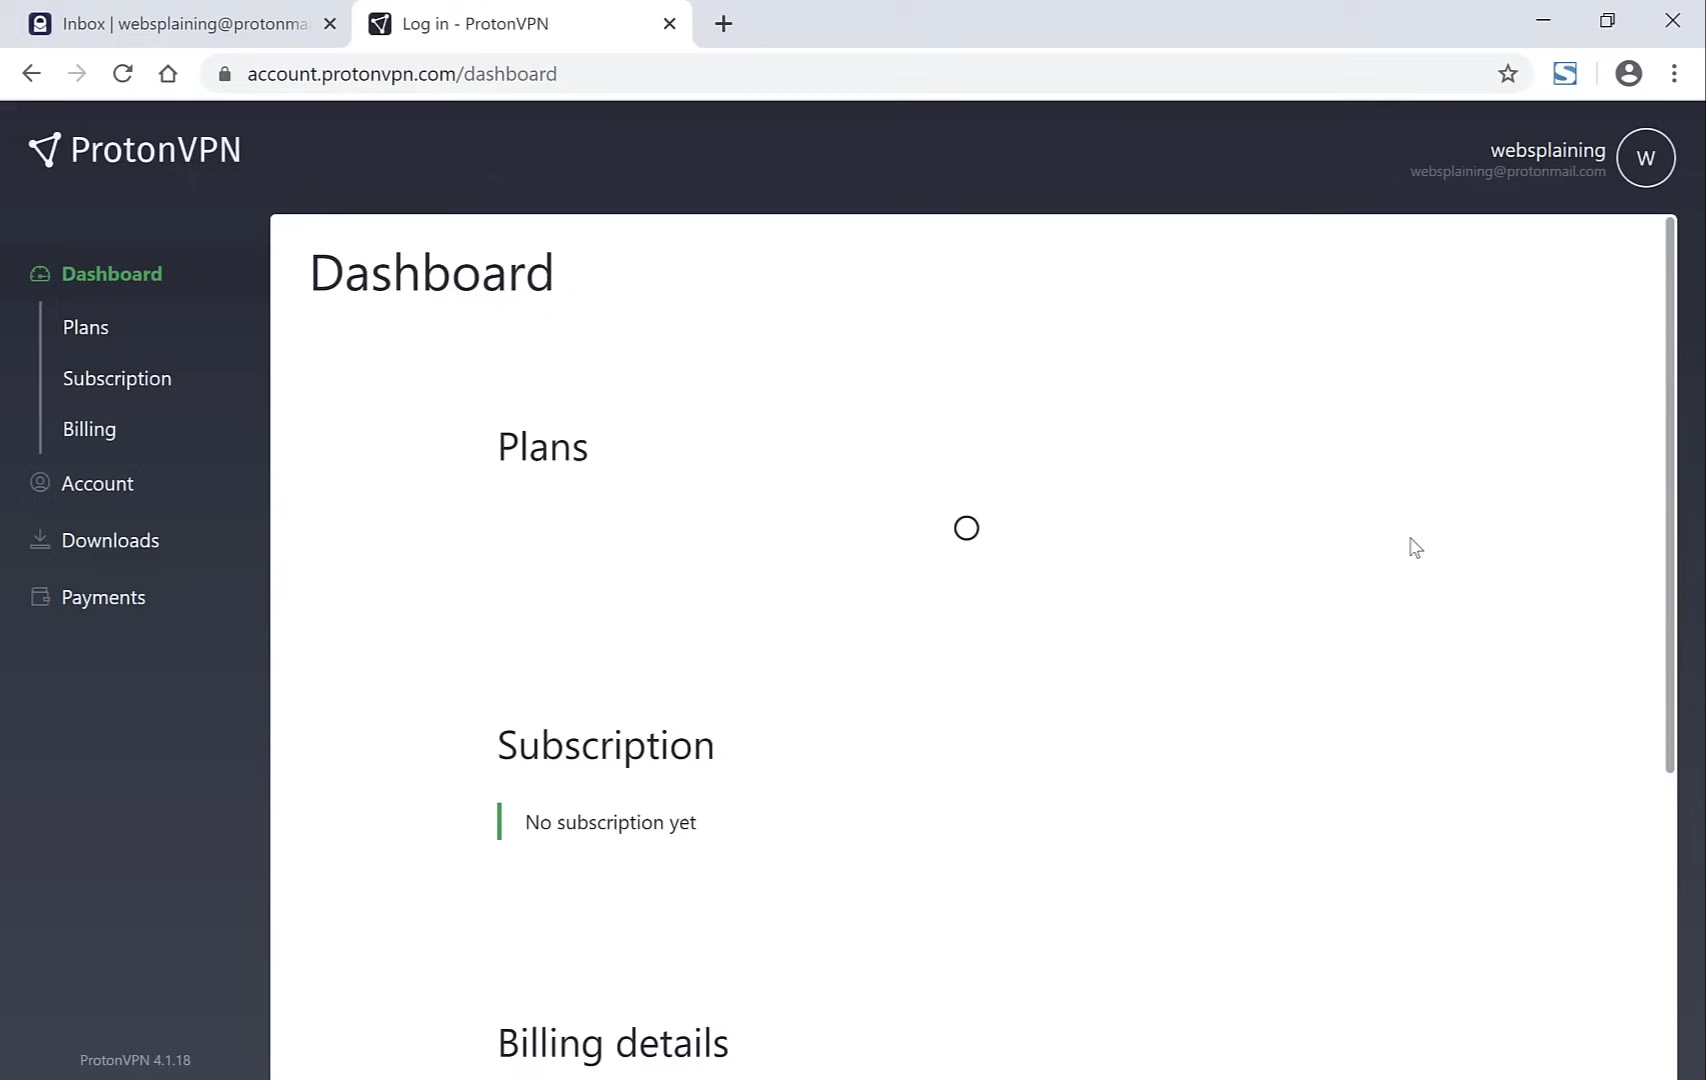 Inbox | websplaining@protonma
Log in - ProtonVPN
account.protonvpn.com/dashboard
S
ProtonVPN
websplaining
websplaining@protonmail.com
W
Dashboard
Plans
Subscription
Billing
Account
Downloads
Payments
ProtonVPN 4.1.18
Dashboard
Plans
Subscription
No subscription yet
Billing details